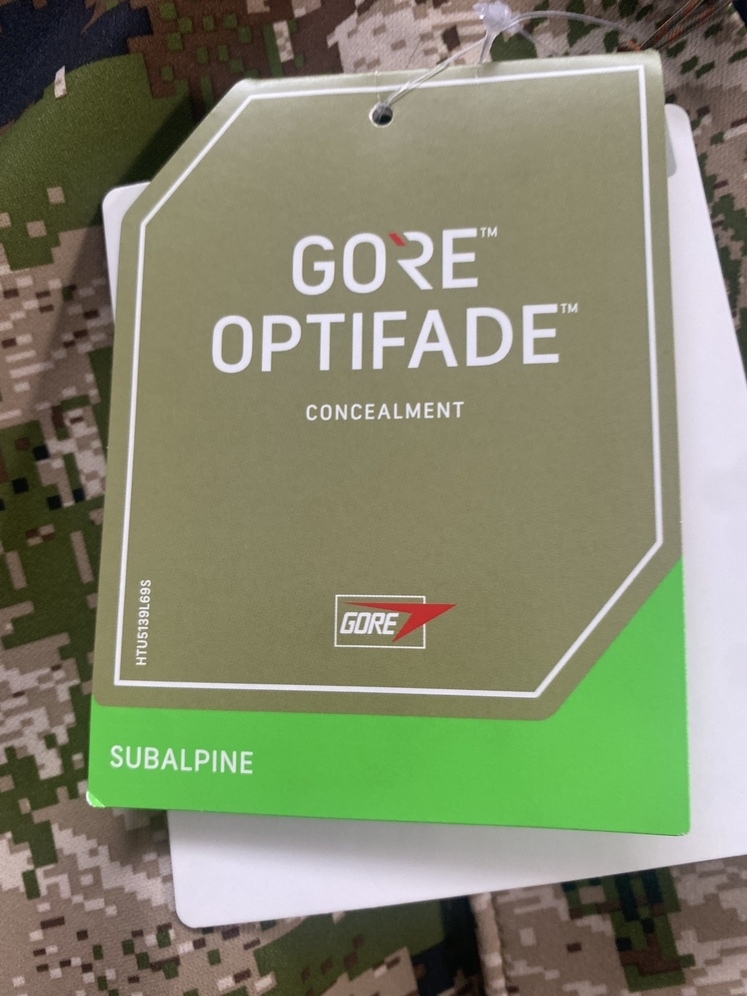 GORE™
OPTIFADE™
CONCEALMENT
HTU5139L69S
GORE
SUBALPINE